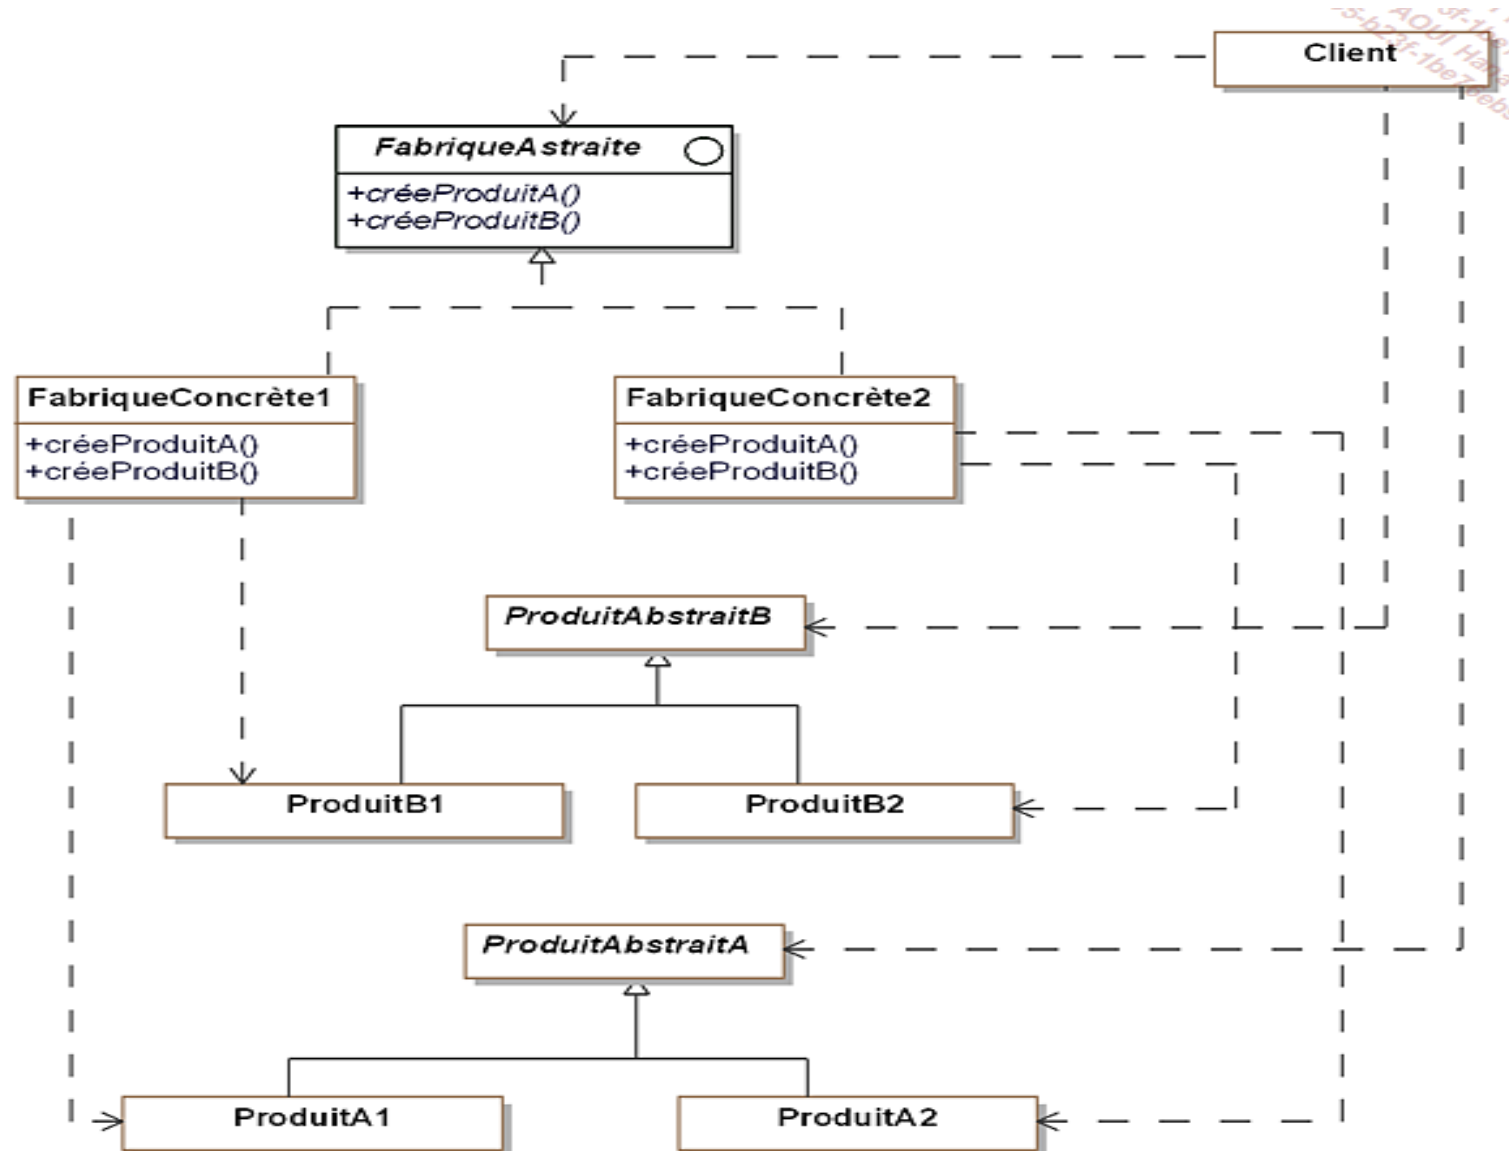 Client
FabriqueAstraite
+créeProduitA()
+créeProduitB()
FabriqueConcrète1
+créeProduitA()
+créeProduitB()
FabriqueConcrète2
+créeProduitA()
+créeProduitB()
ProduitAbstraitB
ProduitB1
ProduitB2
ProduitAbstraitA
ProduitA1
ProduitA2